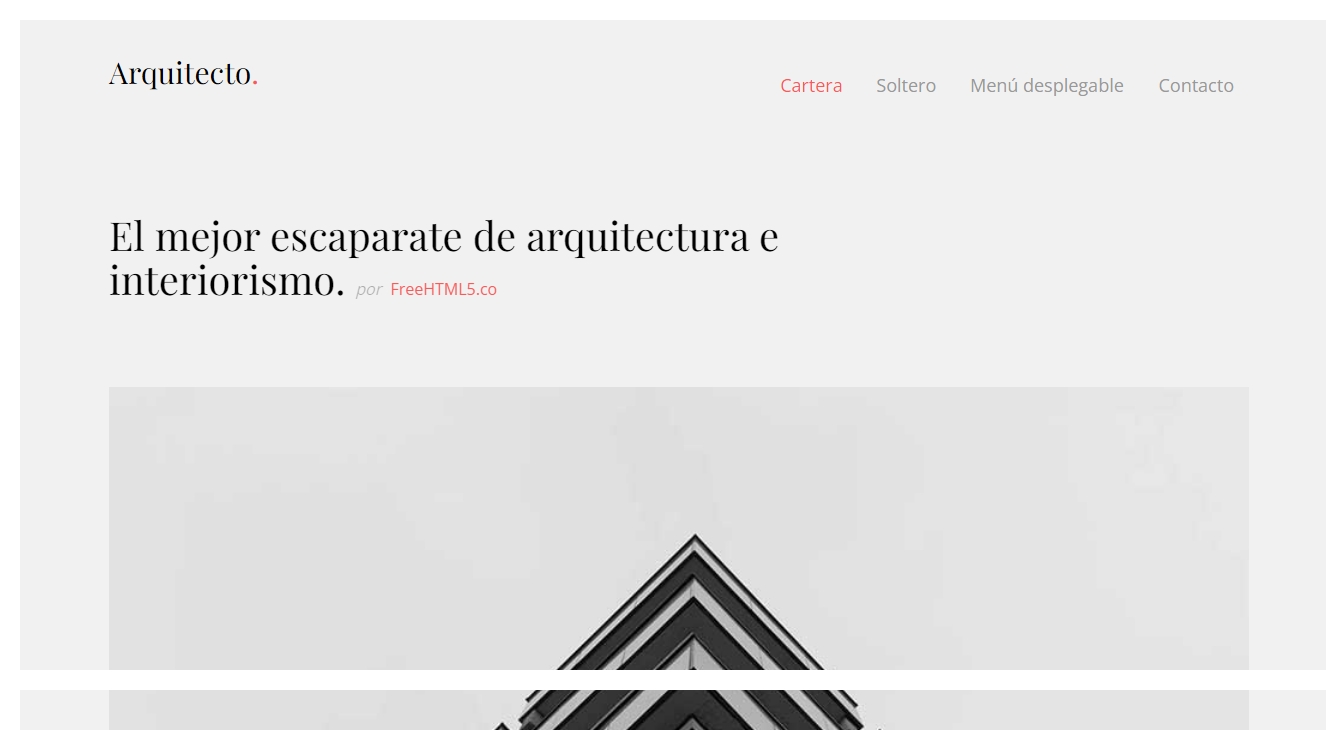 Arquitecto.
Cartera Soltero Menú desplegable Contacto
El mejor escaparate de arquitectura e
interiorismo. por FreeHTML5.co